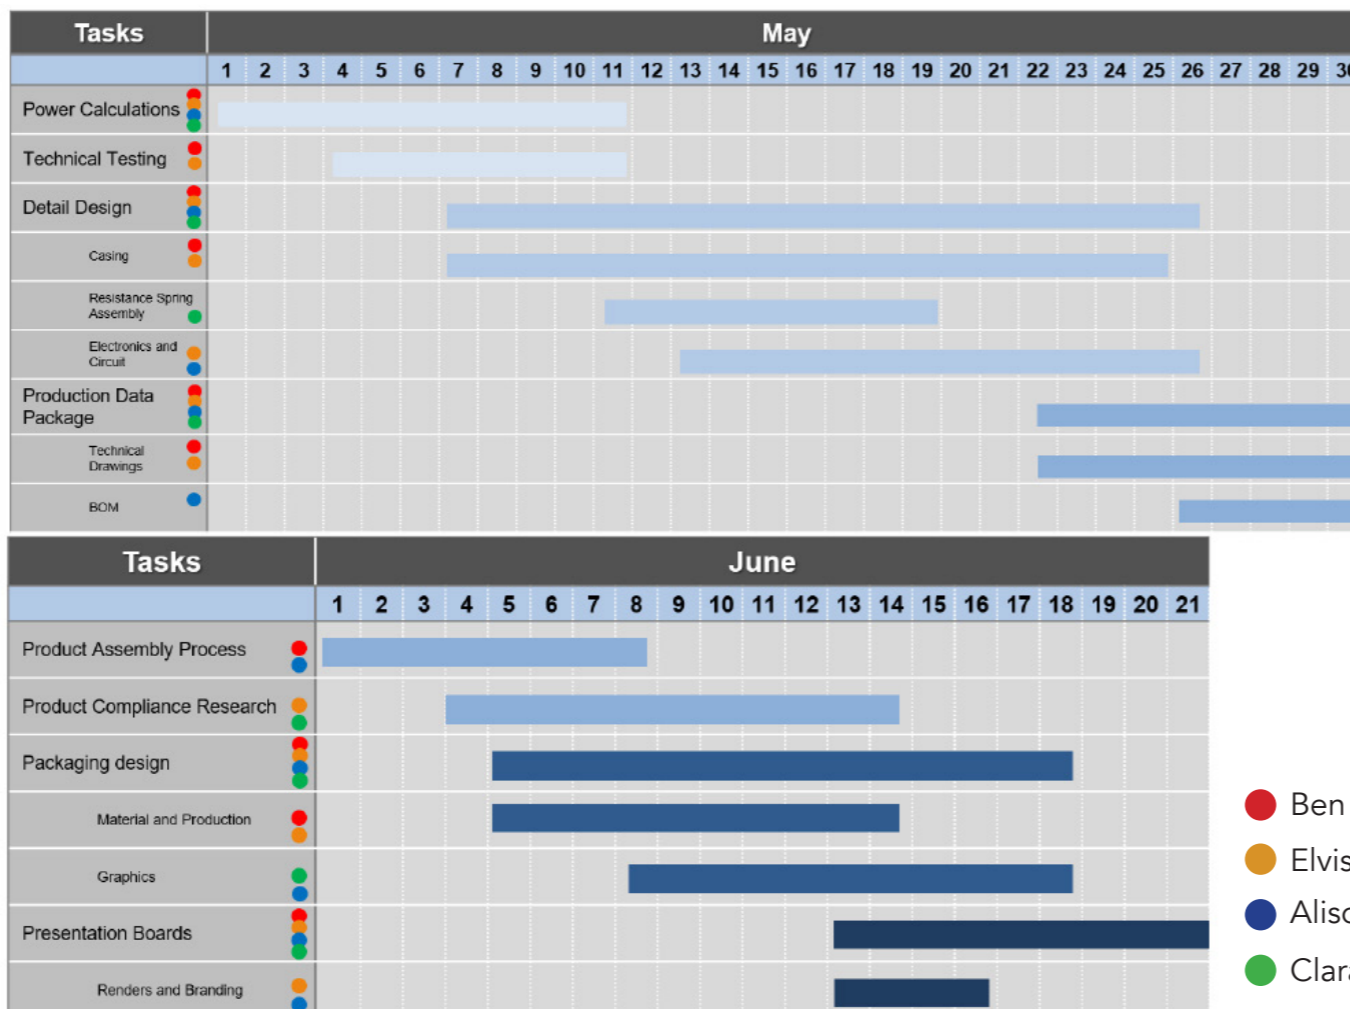 Tasks May
1 2 3 4 5 6 7 8 9 10 11 12 13 14 15 16 17 18 19 20 21 22 23 24 25 26 27 28 29
Power Calculations
Technical Testing
Detail Design
Casing
Resistance Spring
Assembly
Electronics and
Circuit
Production Data
Package
Technical
Drawings
BOM
Tasks June
1 2 3 4 5 6 7 8 9 10 11 12 13 14 15 16 17 18 19 20 21
Product Assembly Process
Product Compliance Research
Packaging design
Material and Production
Graphics
Presentation Boards
Renders and Branding
Ben
Elvis
Clara